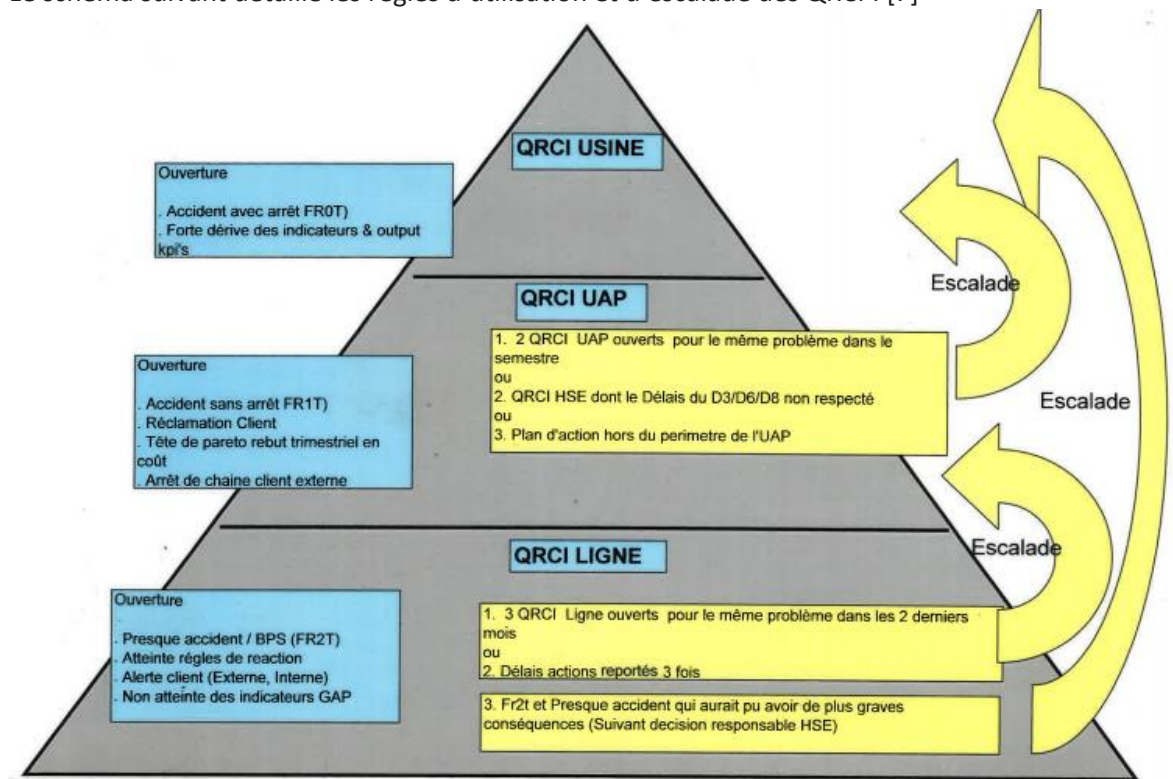 Le schéma suivant détaille les règles d'utilisation et d'escalade des QRCI : [7]
QRCI USINE
Ouverture
. Accident avec arrêt FR0T)
. Forte dérive des indicateurs & output
kpi's
Escalade
QRCI UAP
1. 2 QRCI UAP ouverts pour le même problème dans le
semestre
ou
2. QRCI HSE dont le Délais du D3/D6/D8 non respecté
ou
3. Plan d'action hors du perimetre de l'UAP
Ouverture
. Accident sans arrêt FR1T)
. Réclamation Client
. Tête de pareto rebut trimestriel en
coût
. Arrêt de chaine client externe
Escalade
Escalade
QRCI LIGNE
Ouverture
. Presque accident / BPS (FR2T)
. Atteinte régles de reaction
. Alerte client (Externe, Interne)
. Non atteinte des indicateurs GAP
1. 3 QRCI Ligne ouverts pour le même problème dans les 2 derniers
mois
ou
2. Délais actions reportés 3 fois
3. Fr2t et Presque accident qui aurait pu avoir de plus graves
conséquences (Suivant decision responsable HSE)